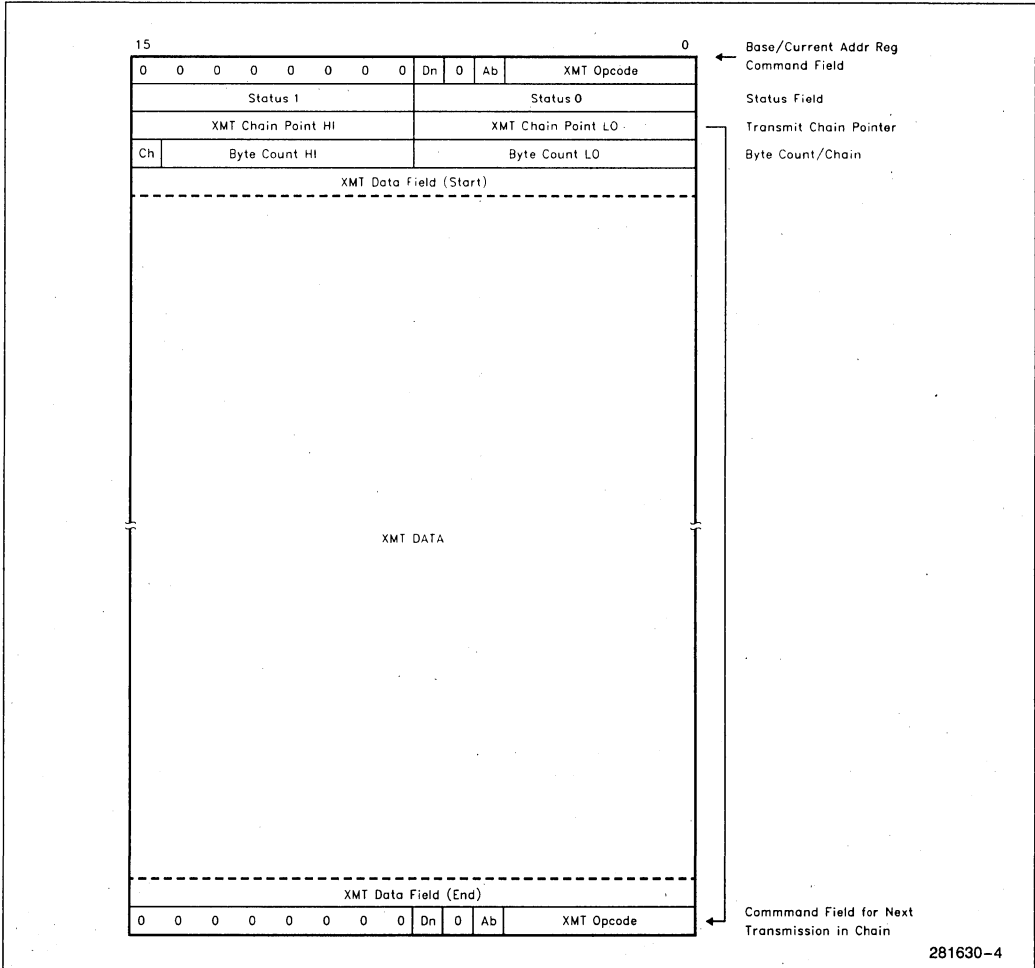 15 0 Base/Current Addr Reg
0 0 0 0 0 0 0 0 Dn 0 Ab XMT Opcode Command Field
Status 1 Status 0 Status Field
XMT Chain Point HI XMT Chain Point LO Transmit Chain Pointer
Ch Byte Count HI Byte Count LO Byte Count/Chain
XMT Data Field (Start)
XMT DATA
XMT Data Field (End)
0 0 0 0 0 0 0 0 Dn 0 Ab XMT Opcode Commmand Field for Next
Transmission in Chain
281630-4